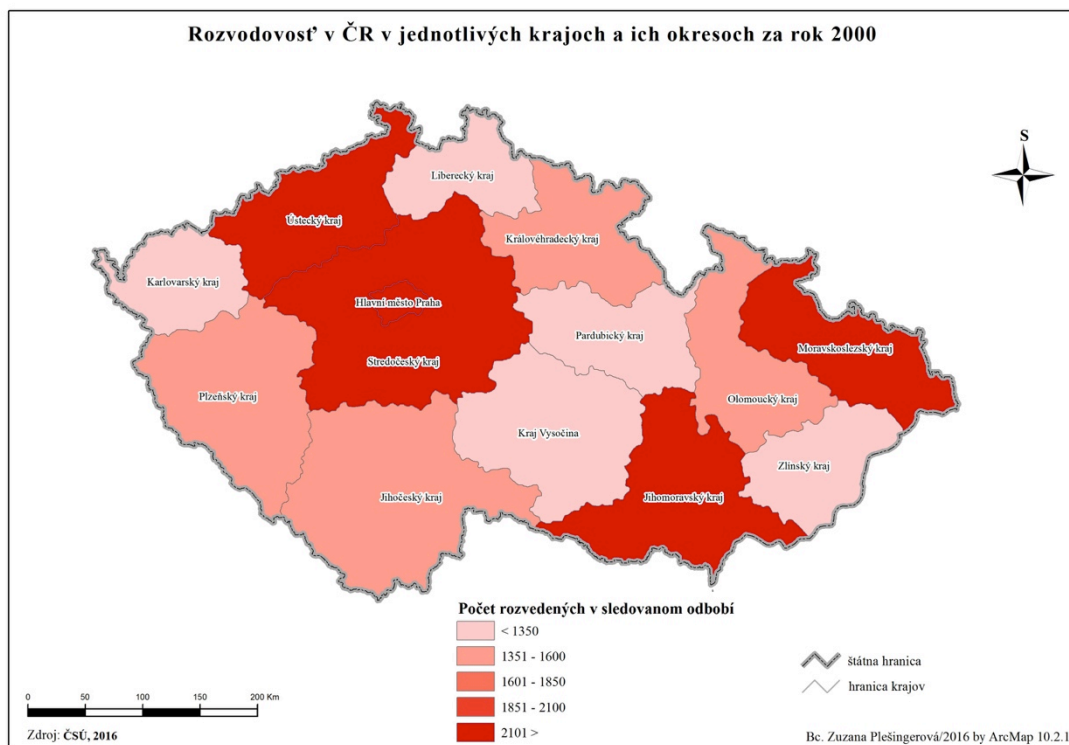 Rozvodovosť v ČR v jednotlivých krajoch a ich okresoch za rok 2000
S
Liberecký kraj
Ústecký kraj
Královéhradecký kraj
Karlovarský kraj
Hlavní město Praha
Pardubický kraj
Moravskoslezský kraj
Stredočeský kraj
Plzeňský kraj
Olomoucký kraj
Kraj Vysočina
Zlínský kraj
Jihočeský kraj
Jihomoravský kraj
Počet rozvedených v sledovanom odbobí
< 1350
1351 - 1600
1601 - 1850
1851 - 2100
2101 >
štátna hranica
hranica krajov
0 50 100 150 200 Km
Zdroj: ČSÚ, 2016
Bc. Zuzana Plešingerová/2016 by ArcMap 10.2.1